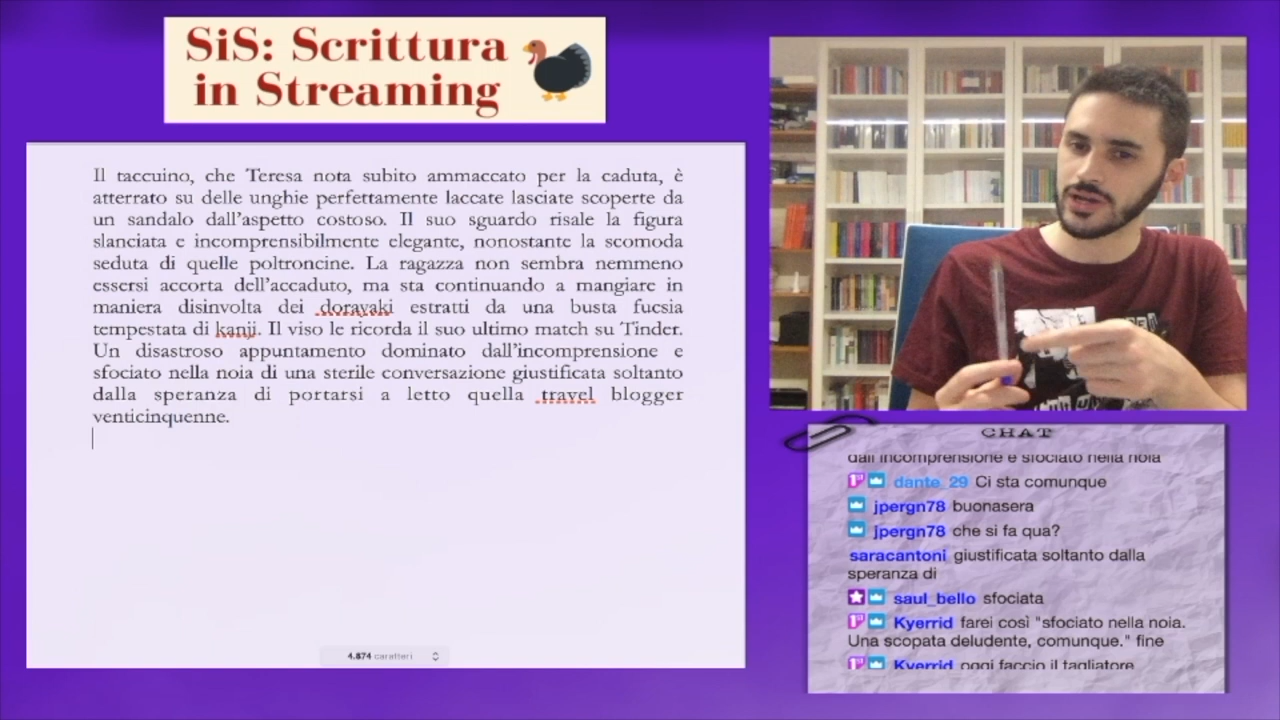 SiS: Scrittura
in Streaming
Il taccuino, che Teresa nota subito ammaccato per la caduta, è
atterrato su delle unghie perfettamente laccate lasciate scoperte da
un sandalo dall'aspetto costoso. Il suo sguardo risale la figura
slanciata e incomprensibilmente elegante, nonostante la scomoda
seduta di quelle poltroncine. La ragazza non sembra nemmeno
essersi accorta dell'accaduto, ma sta continuando a mangiare in
maniera disinvolta dei dorayaki estratti da una busta fucsia
tempestata di kanji. Il viso le ricorda il suo ultimo match su Tinder.
Un disastroso appuntamento dominato dall'incomprensione e
sfociato nella noia di una sterile conversazione giustificata soltanto
dalla speranza di portarsi a letto quella travel blogger
venticinquenne.
4.874 caratteri
CHAT
dall'incomprensione e sfociato nella noia
dante_29 Ci sta comunque
jpergn78 buonasera
jpergn78 che si fa qua?
saracantoni giustificata soltanto dalla
speranza di
saul_bello sfociata
Kyerrid farei così "sfociato nella noia.
Una scopata deludente, comunque." fine
Kyerrid oggi faccio il tagliatore